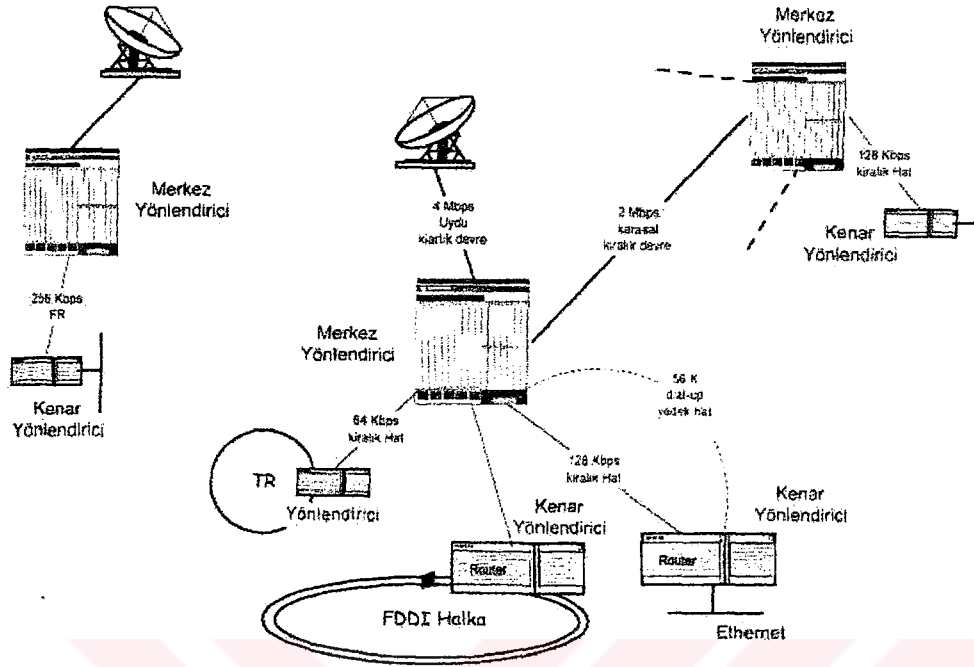 Merkez
Yönlendirici
Merkez
Yönlendirici
128 Kbps
kiralık Hat
4 Mbps
Uydu
kiarlık devre
2 Mbps
karasal
kiralık devre
Kenar
Yönlendirici
256 Kbps
FR
Merkez
Yönlendirici
Kenar
Yönlendirici
56 K
dial-up
yedek hat
64 Kbps
kiralık Hat
TR
Yönlendirici
128 Kbps
kiralık Hat
Kenar
Yönlendirici
Kenar
Yönlendirici
Router
Router
FDDI Halka
Ethernet